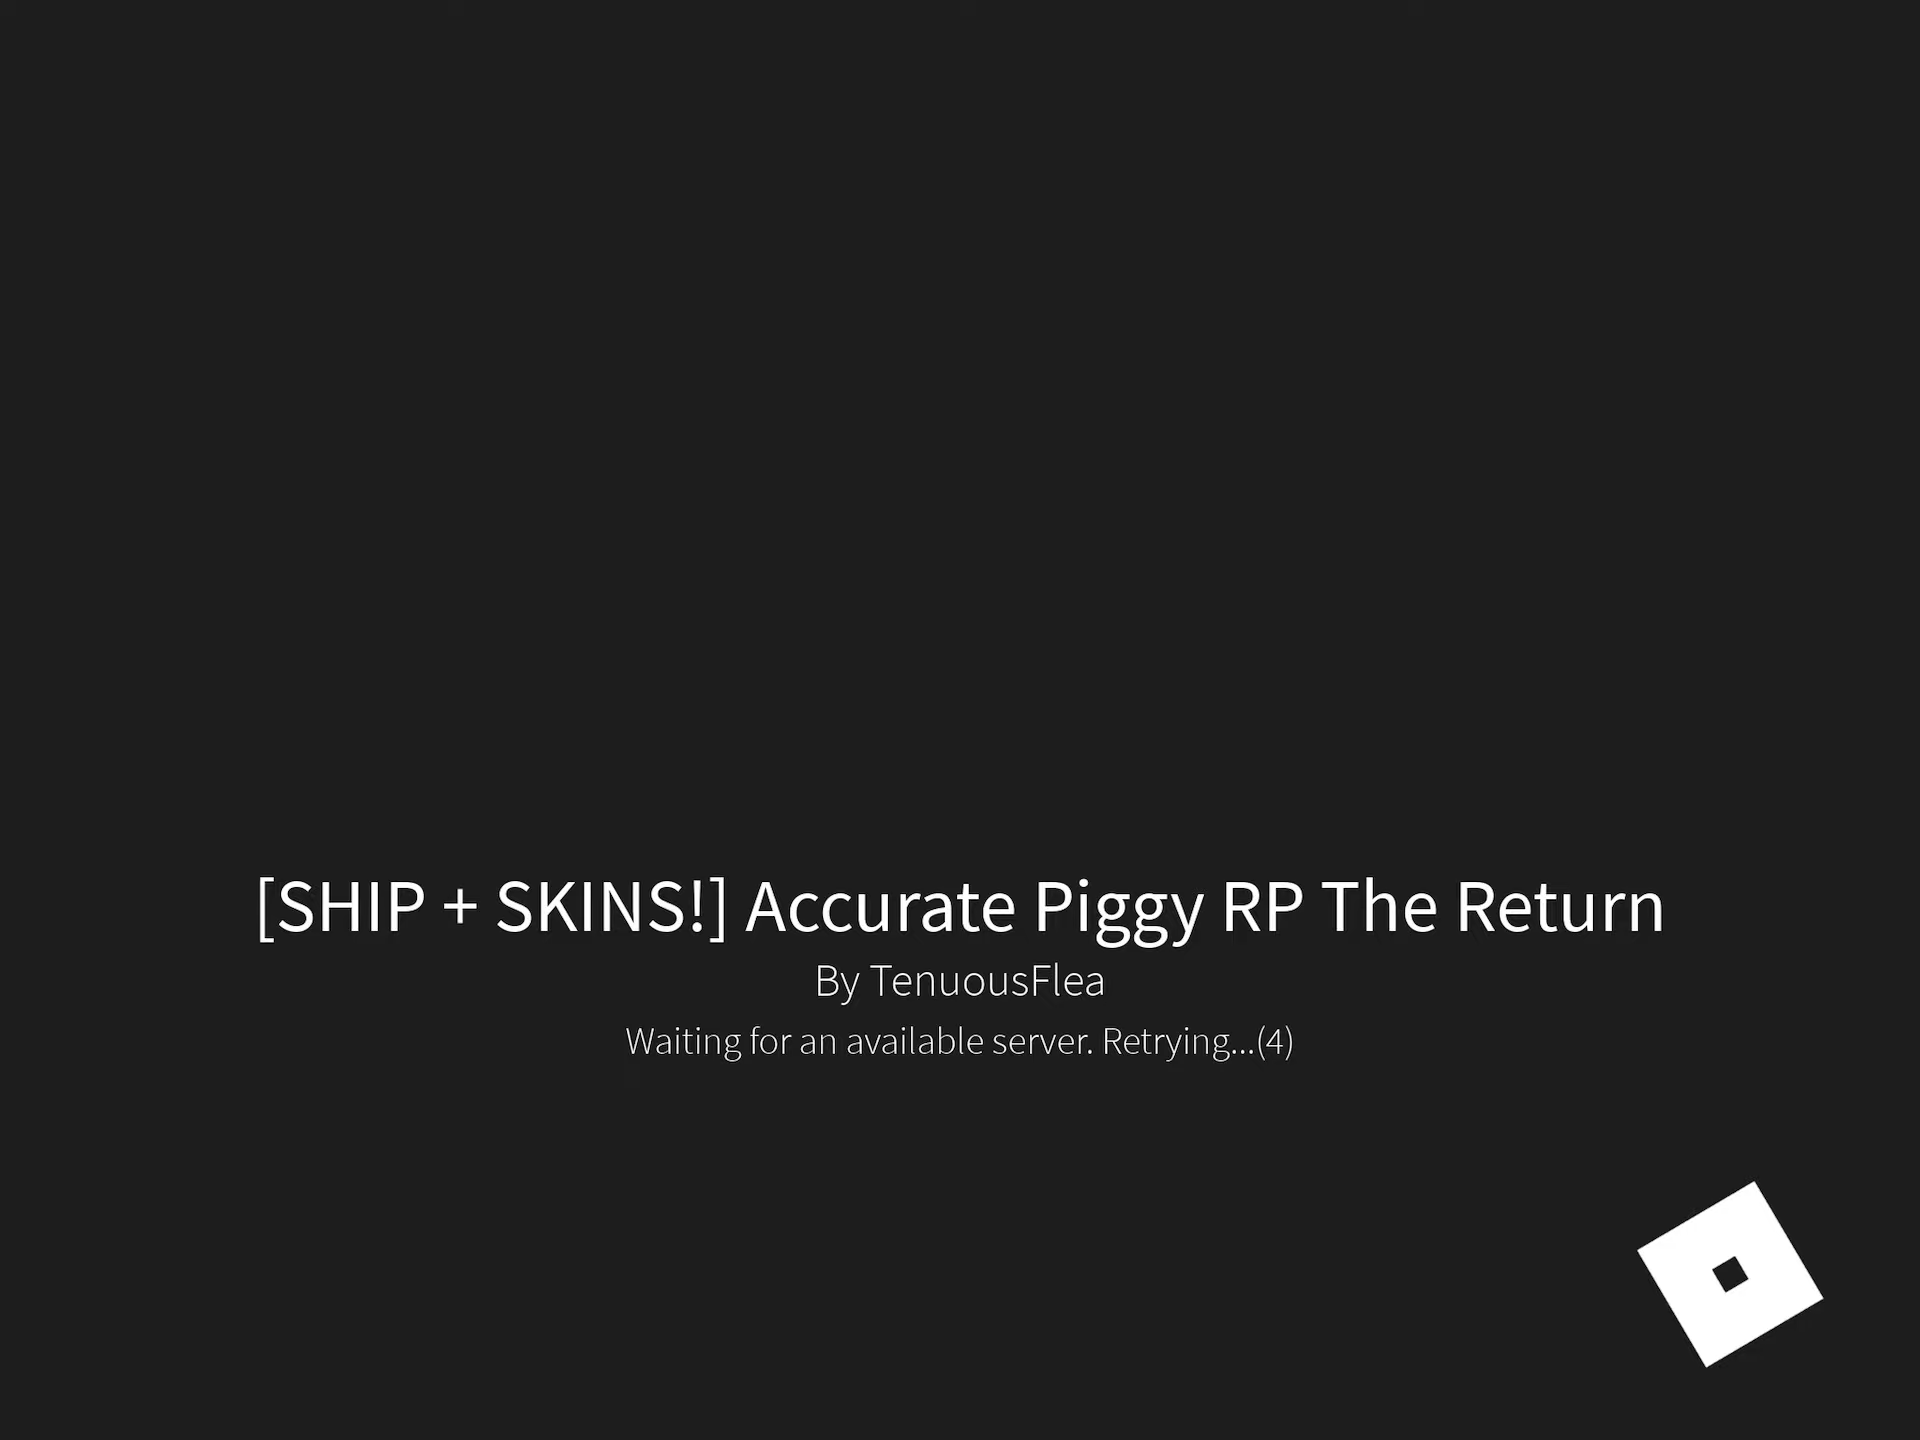 [SHIP + SKINS!] Accurate Piggy RP The Return
By TenuousFlea
Waiting for an available server. Retrying...(4)